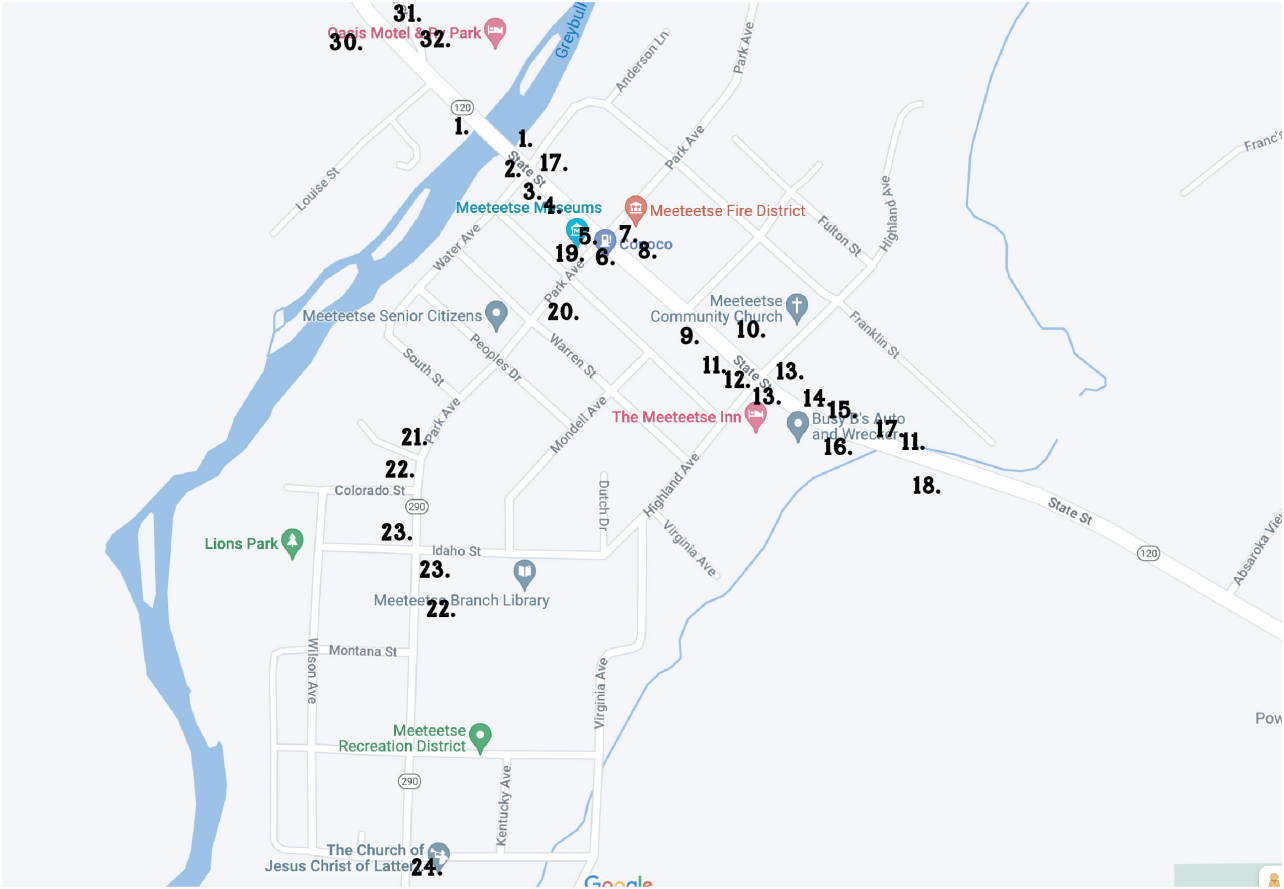 31.
Oasis Motel & Rv Park
30.
32.
Greybull
Park Ave
Anderson Ln
120
1.
1.
State St
2.
17.
Park Ave
Franc's
Louise St
3.
4.
Meeteetse Museums
Meeteetse Fire District
Highland Ave
Fulton St
Water Ave
5.
7.
Conoco
19.
6.
8.
Park Ave
20.
Meeteetse Senior Citizens
Meeteetse
Community Church
9.
10.
Franklin St
South St
Peoples Dr
Warren St
11.
State St
12.
13.
13.
14.
15.
The Meeteetse Inn
Busy B's Auto
and Wrecker
17.
11.
16.
21.
Park Ave
Mondell Ave
22.
18.
Colorado St
290
Dutch Dr
Highland Ave
State St
23.
Lions Park
Idaho St
Virginia Ave
120
Absaroka Vie
23.
Meeteetse Branch Library
22.
Montana St
Wilson Ave
Virginia Ave
Pow
Meeteetse
Recreation District
290
Kentucky Ave
The Church of
Jesus Christ of Latter
24.
Google